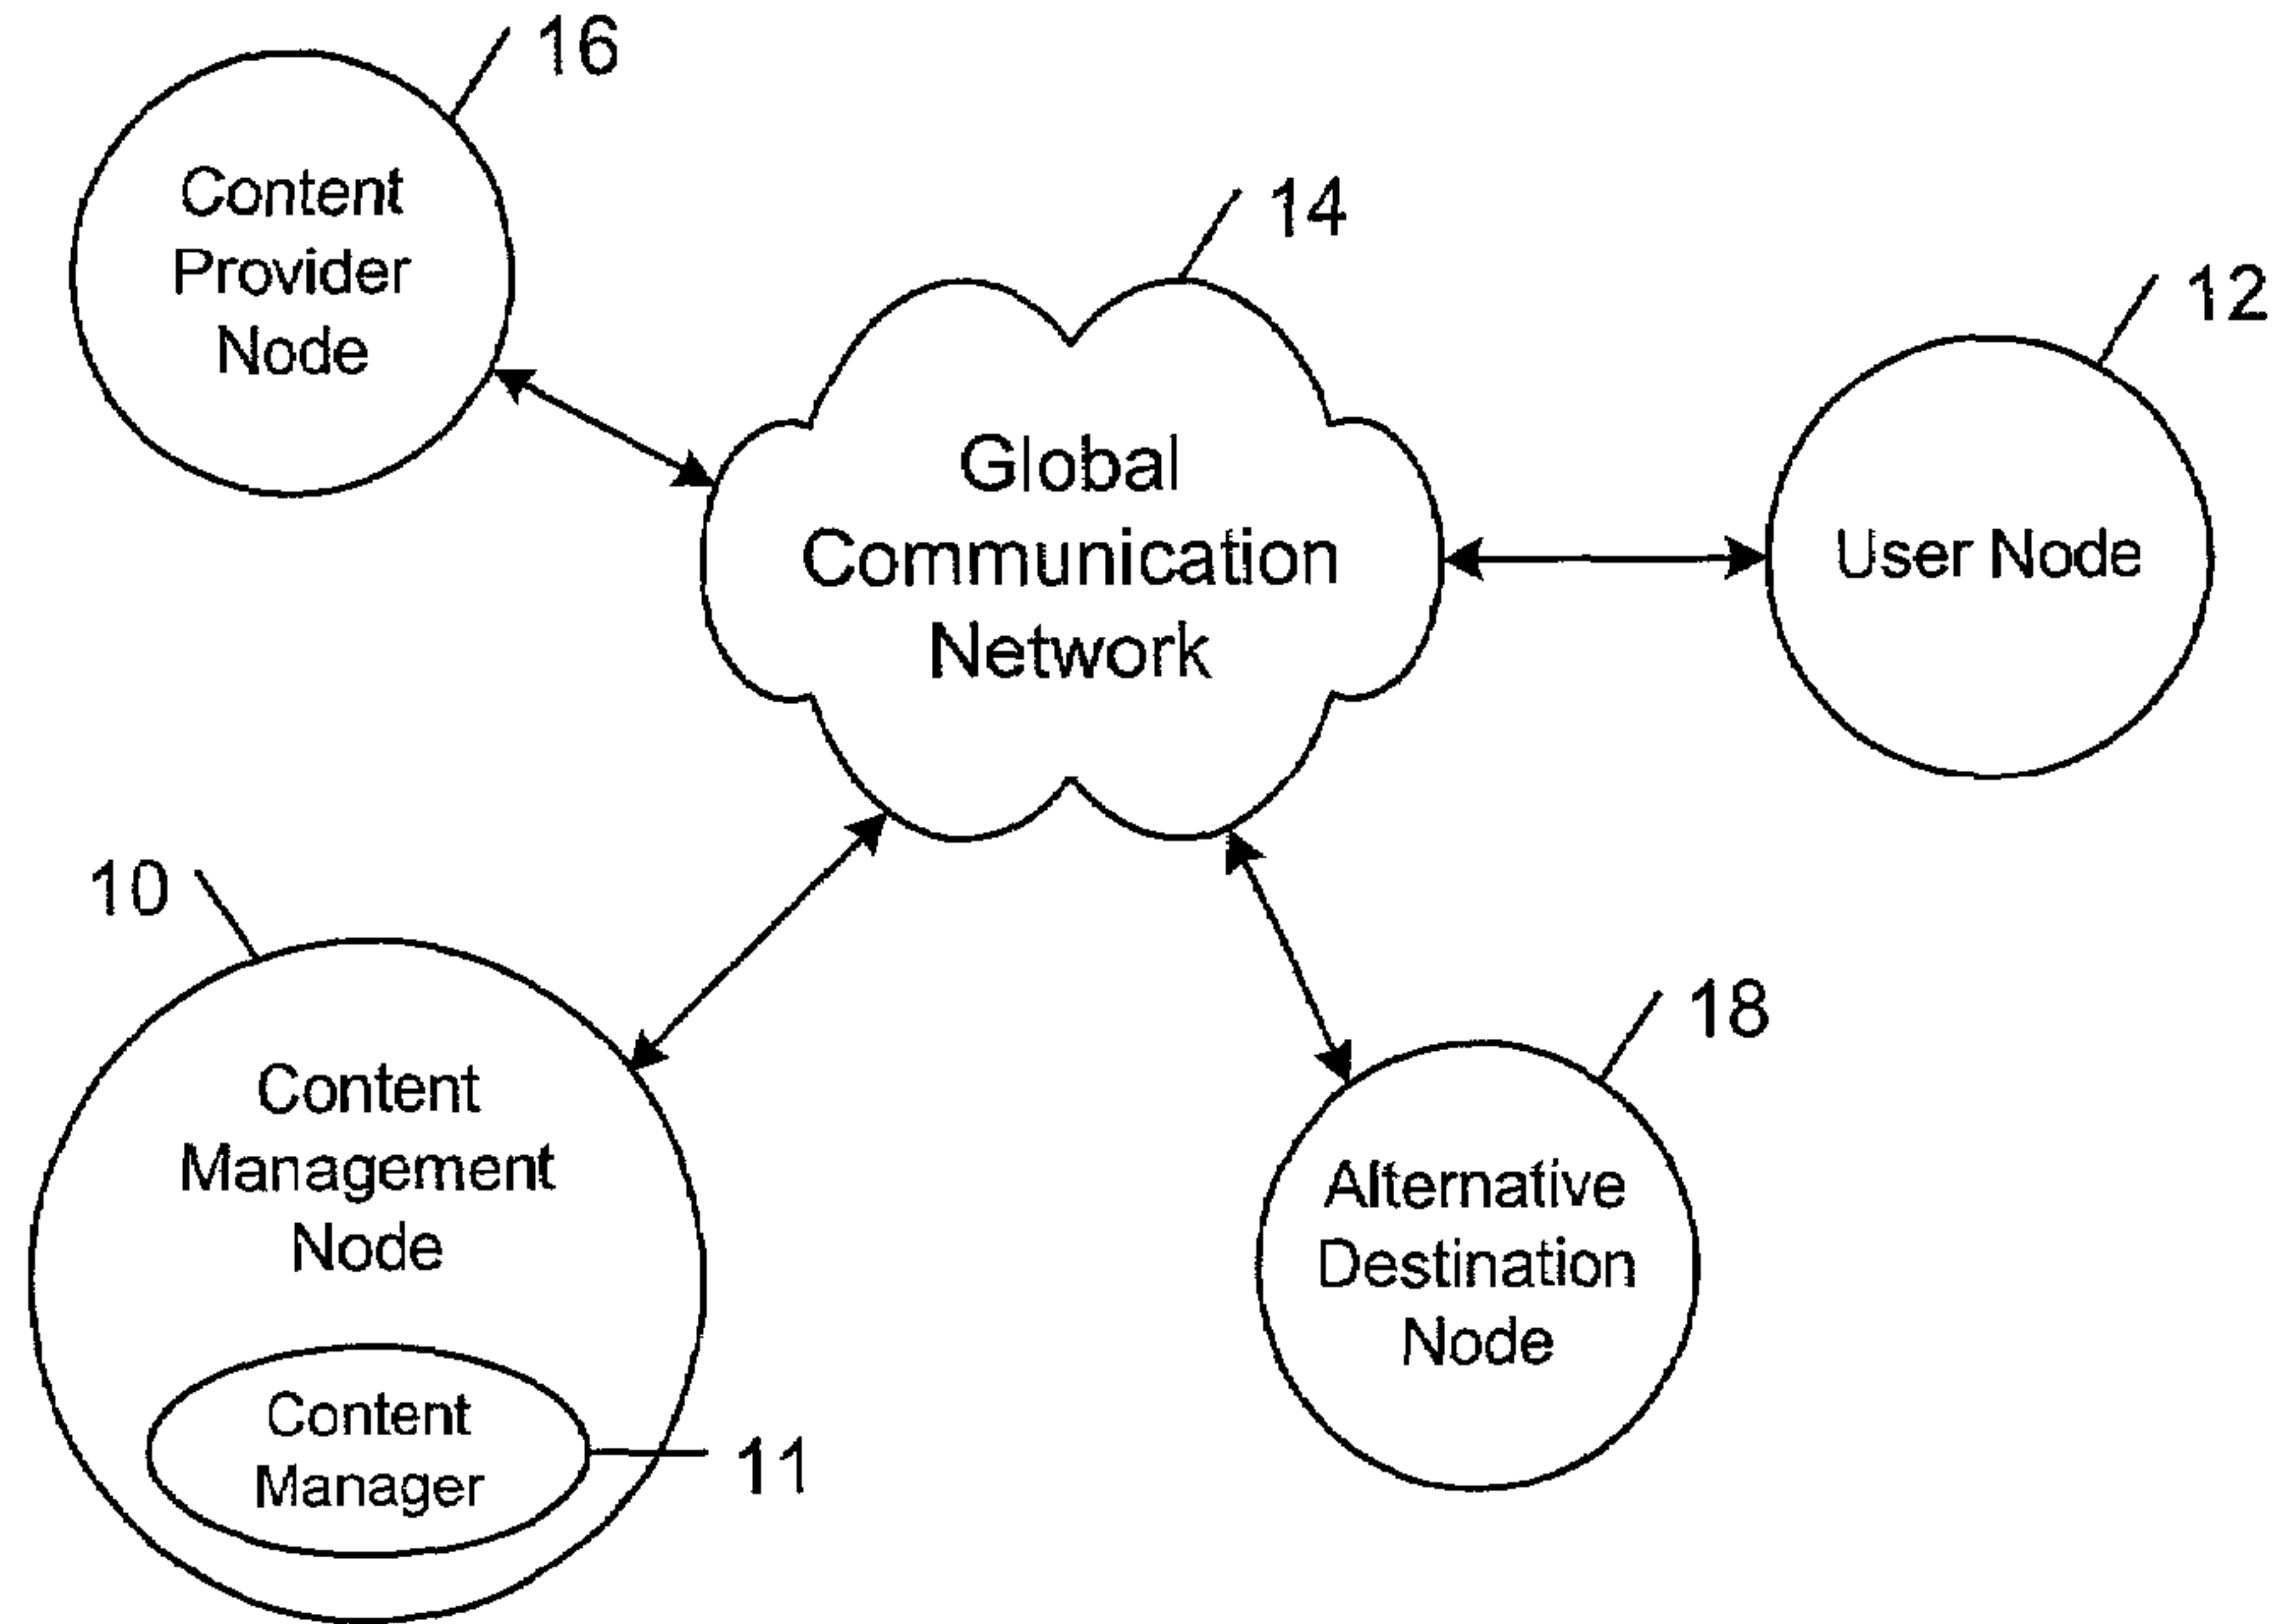 16
Content
Provider
Node
14
Global
Communication
Network
12
User Node
10
Content
Management
Node
Content
Manager
11
18
Alternative
Destination
Node